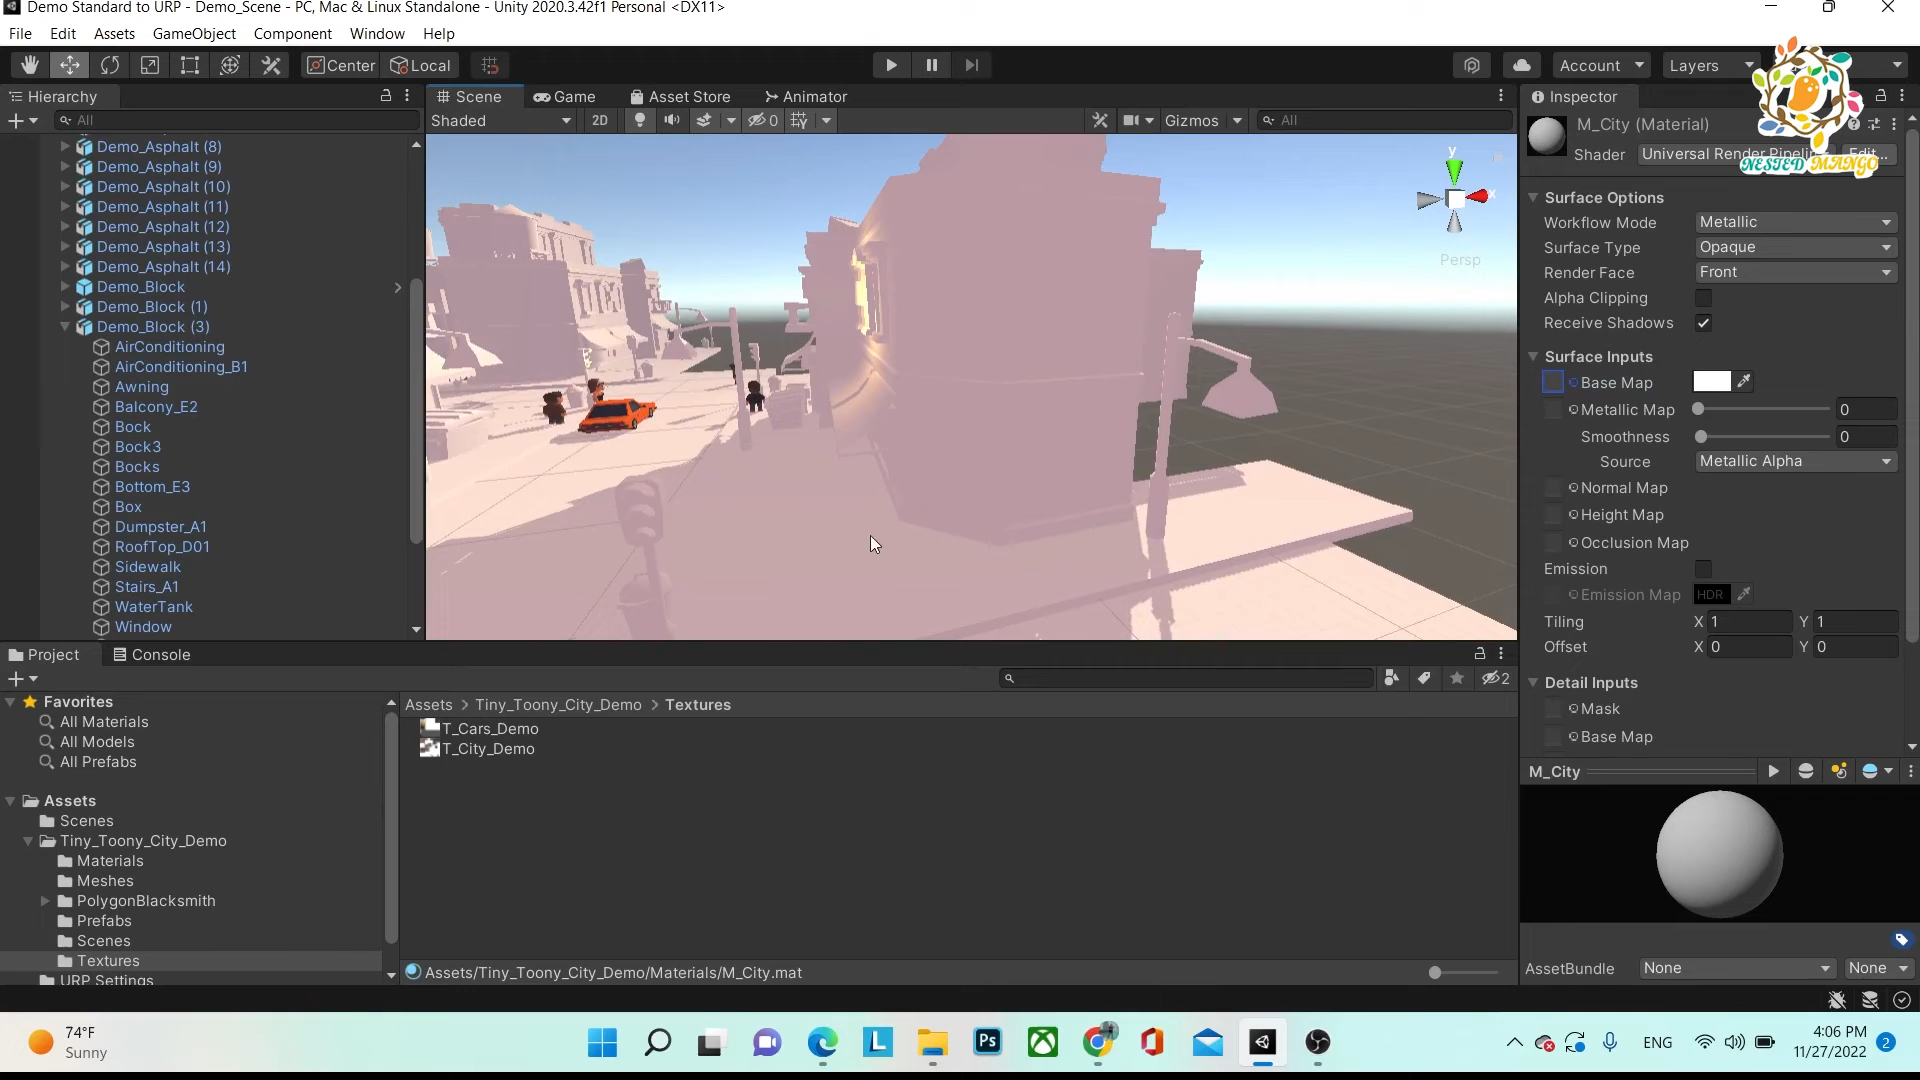 Demo Standard to URP - Demo_Scene - PC, Mac & Linux Standalone - Unity 2020.3.42f1 Personal <DX11>
File Edit Assets GameObject Component Window Help
Center Local Account Layers
Hierarchy
All
Demo_Asphalt (8)
Demo_Asphalt (9)
Demo_Asphalt (10)
Demo_Asphalt (11)
Demo_Asphalt (12)
Demo_Asphalt (13)
Demo_Asphalt (14)
Demo_Block
Demo_Block (1)
Demo_Block (3)
AirConditioning
AirConditioning_B1
Awning
Balcony_E2
Bock
Bock3
Bocks
Bottom_E3
Box
Dumpster_A1
RoofTop_D01
Sidewalk
Stairs_A1
WaterTank
Window
Scene Game Asset Store Animator
Shaded 2D 0 Gizmos All
y
x
Persp
Inspector
M_City (Material)
Shader Universal Render Pipelin Edit...
NESTED MANGO
Surface Options
Workflow Mode Metallic
Surface Type Opaque
Render Face Front
Alpha Clipping
Receive Shadows
Surface Inputs
Base Map
Metallic Map 0
Smoothness 0
Source Metallic Alpha
Normal Map
Height Map
Occlusion Map
Emission
Emission Map HDR
Tiling X 1 Y 1
Offset X 0 Y 0
Detail Inputs
Mask
Base Map
M_City
AssetBundle None None
Project Console
2
Favorites
All Materials
All Models
All Prefabs
Assets
Scenes
Tiny_Toony_City_Demo
Materials
Meshes
PolygonBlacksmith
Prefabs
Scenes
Textures
URP Settings
Assets > Tiny_Toony_City_Demo > Textures
T_Cars_Demo
T_City_Demo
Assets/Tiny_Toony_City_Demo/Materials/M_City.mat
74°F
Sunny
L
Ps
ENG
4:06 PM
11/27/2022
2